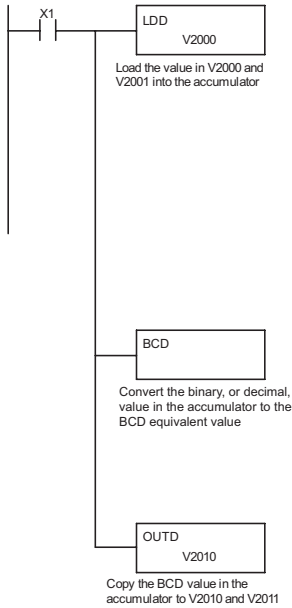 X1
LDD
V2000
Load the value in V2000 and
V2001 into the accumulator
BCD
Convert the binary, or decimal,
value in the accumulator to the
BCD equivalent value
OUTD
V2010
Copy the BCD value in the
accumulator to V2010 and V2011